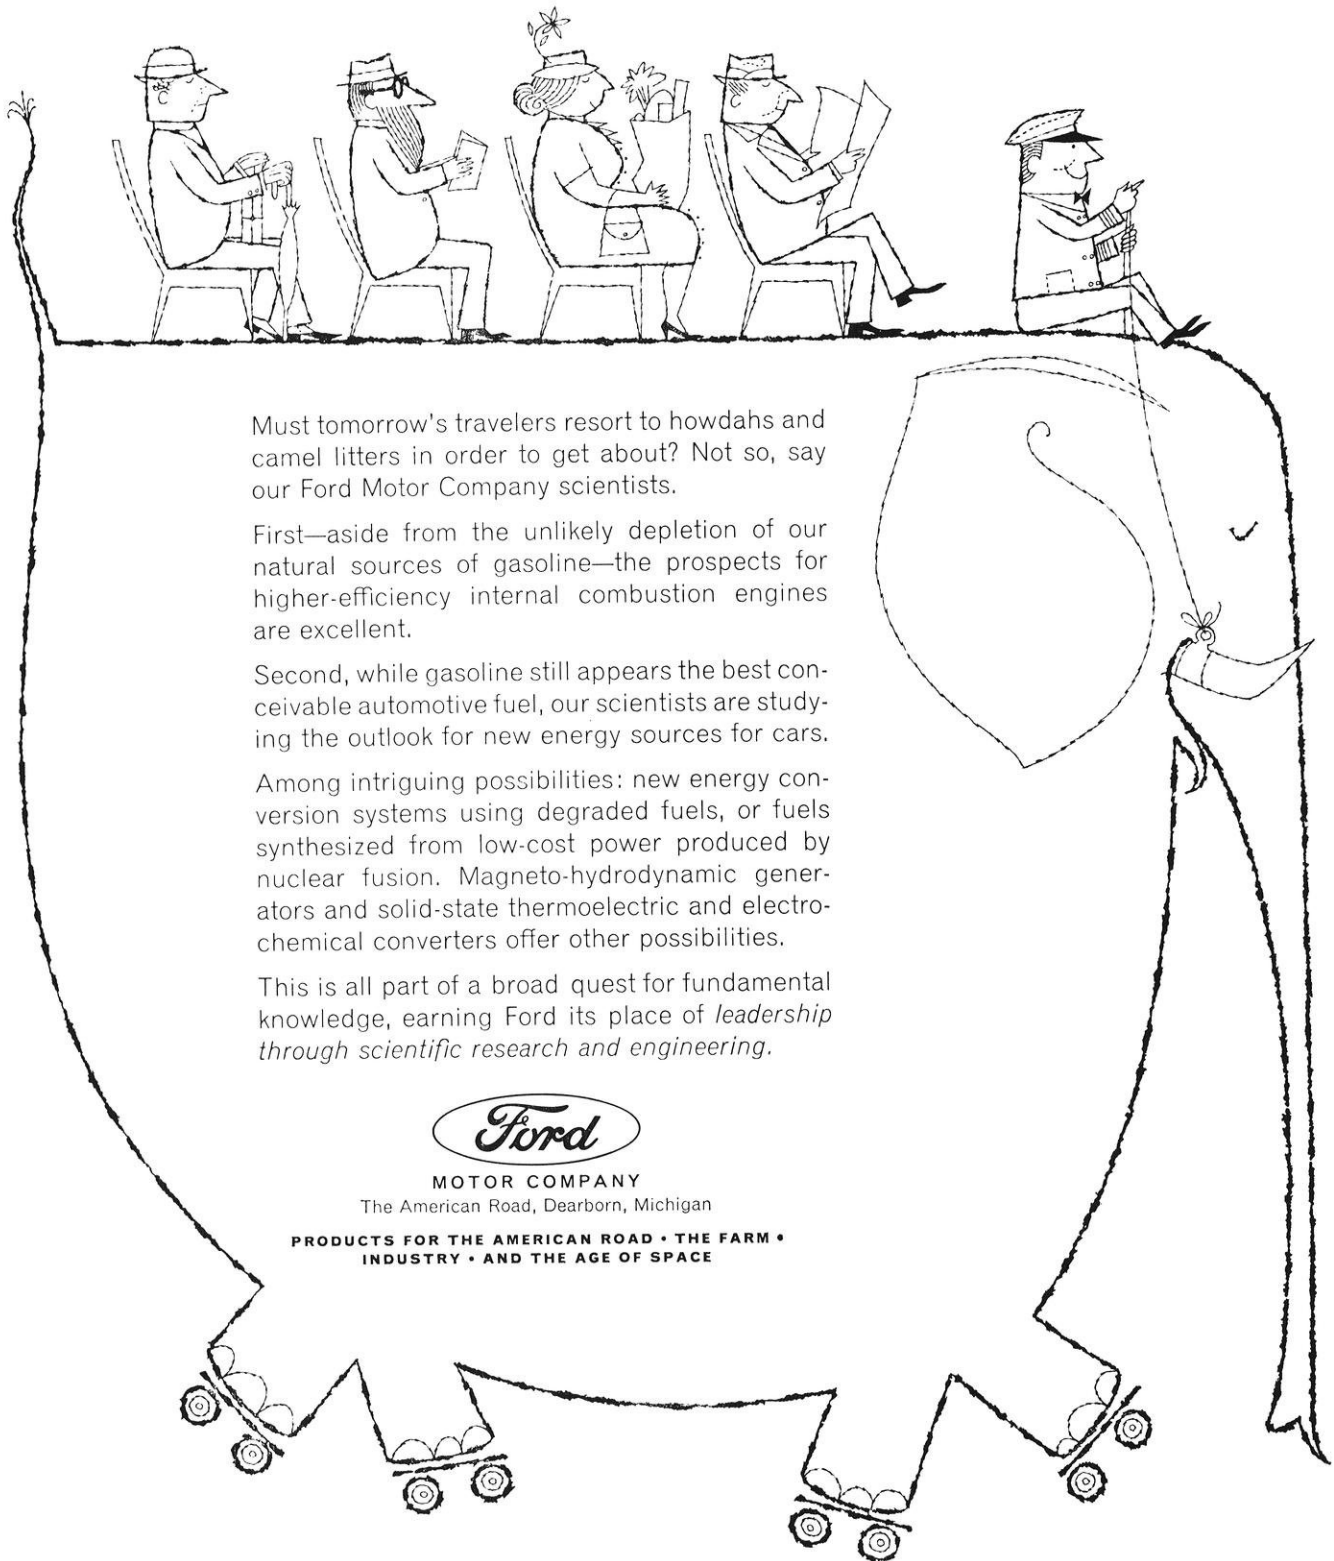 Must tomorrow's travelers resort to howdahs and
camel litters in order to get about? Not so, say
our Ford Motor Company scientists.
First—aside from the unlikely depletion of our
natural sources of gasoline—the prospects for
higher-efficiency internal combustion engines
are excellent.
Second, while gasoline still appears the best con-
ceivable automotive fuel, our scientists are study-
ing the outlook for new energy sources for cars.
Among intriguing possibilities: new energy con-
version systems using degraded fuels, or fuels
synthesized from low-cost power produced by
nuclear fusion. Magneto-hydrodynamic gener-
ators and solid-state thermoelectric and electro-
chemical converters offer other possibilities.
This is all part of a broad quest for fundamental
knowledge, earning Ford its place of leadership
through scientific research and engineering.
Ford
MOTOR COMPANY
The American Road, Dearborn, Michigan
PRODUCTS FOR THE AMERICAN ROAD • THE FARM •
INDUSTRY • AND THE AGE OF SPACE